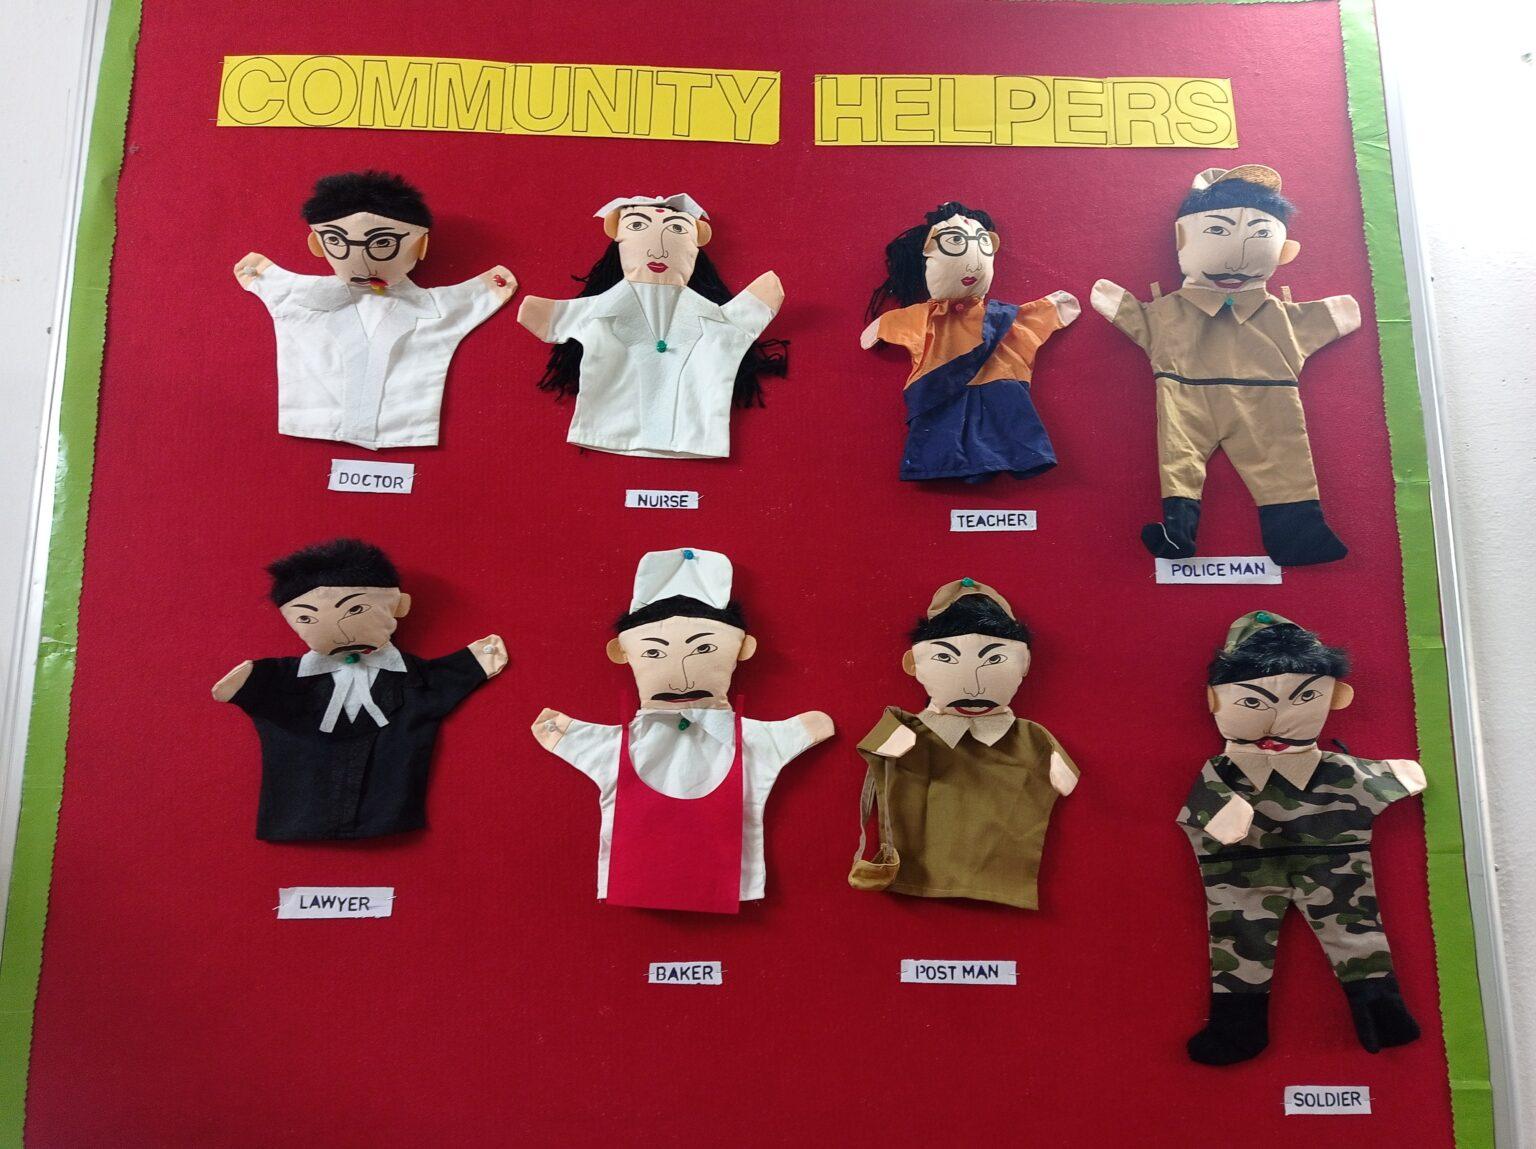 COMMUNITY HELPERS
DOCTOR
NURSE
TEACHER
POLICE MAN
LAWYER
BAKER
POST MAN
SOLDIER